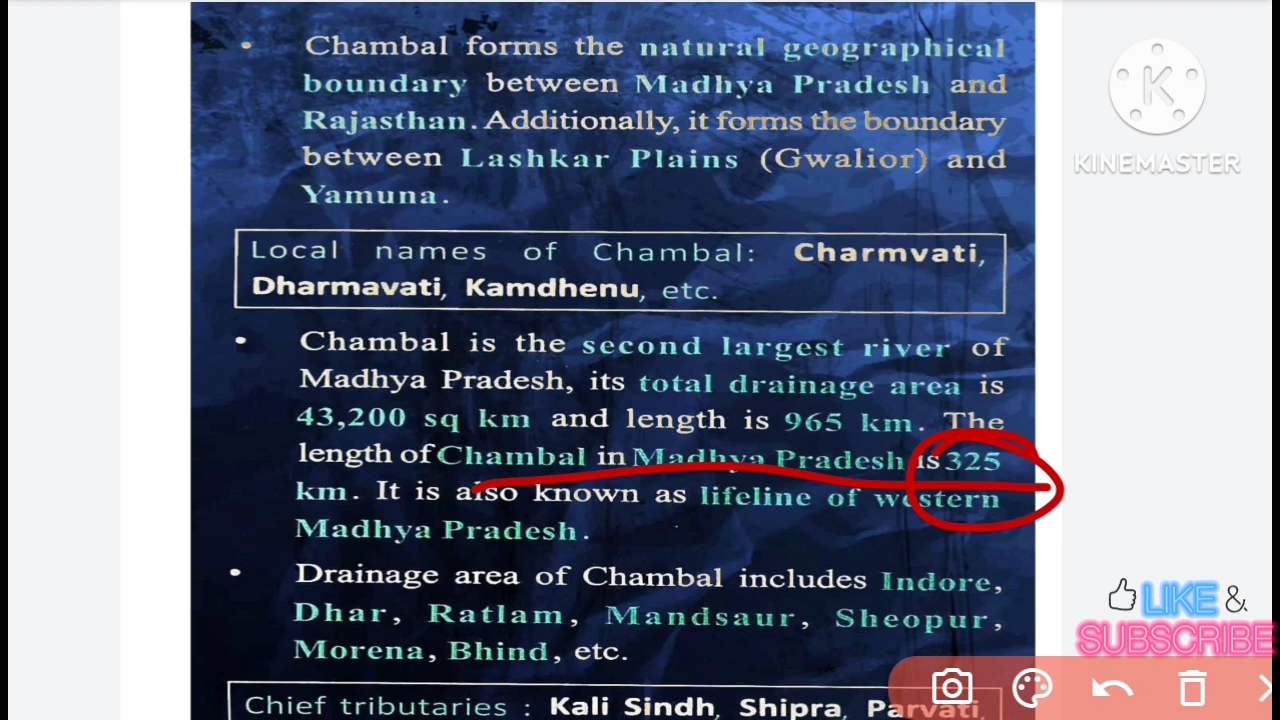 Chambal forms the natural geographical
boundary between Madhya Pradesh and
Rajasthan. Additionally, it forms the boundary
between Lashkar Plains (Gwalior) and
Yamuna.
K
KINEMASTER
Local names of Chambal: Charmvati,
Dharmavati, Kamdhenu, etc.
Chambal is the second largest river of
Madhya Pradesh, its total drainage area is
43,200 sq km and length is 965 km. The
length of Chambal in Madhya Pradesh is 325
km. It is also known as lifeline of western
Madhya Pradesh.
Drainage area of Chambal includes Indore,
Dhar, Ratlam, Mandsaur, Sheopur,
Morena, Bhind, etc.
LIKE &
SUBSCRIBE
Chief tributaries : Kali Sindh, Shipra, Parvati,